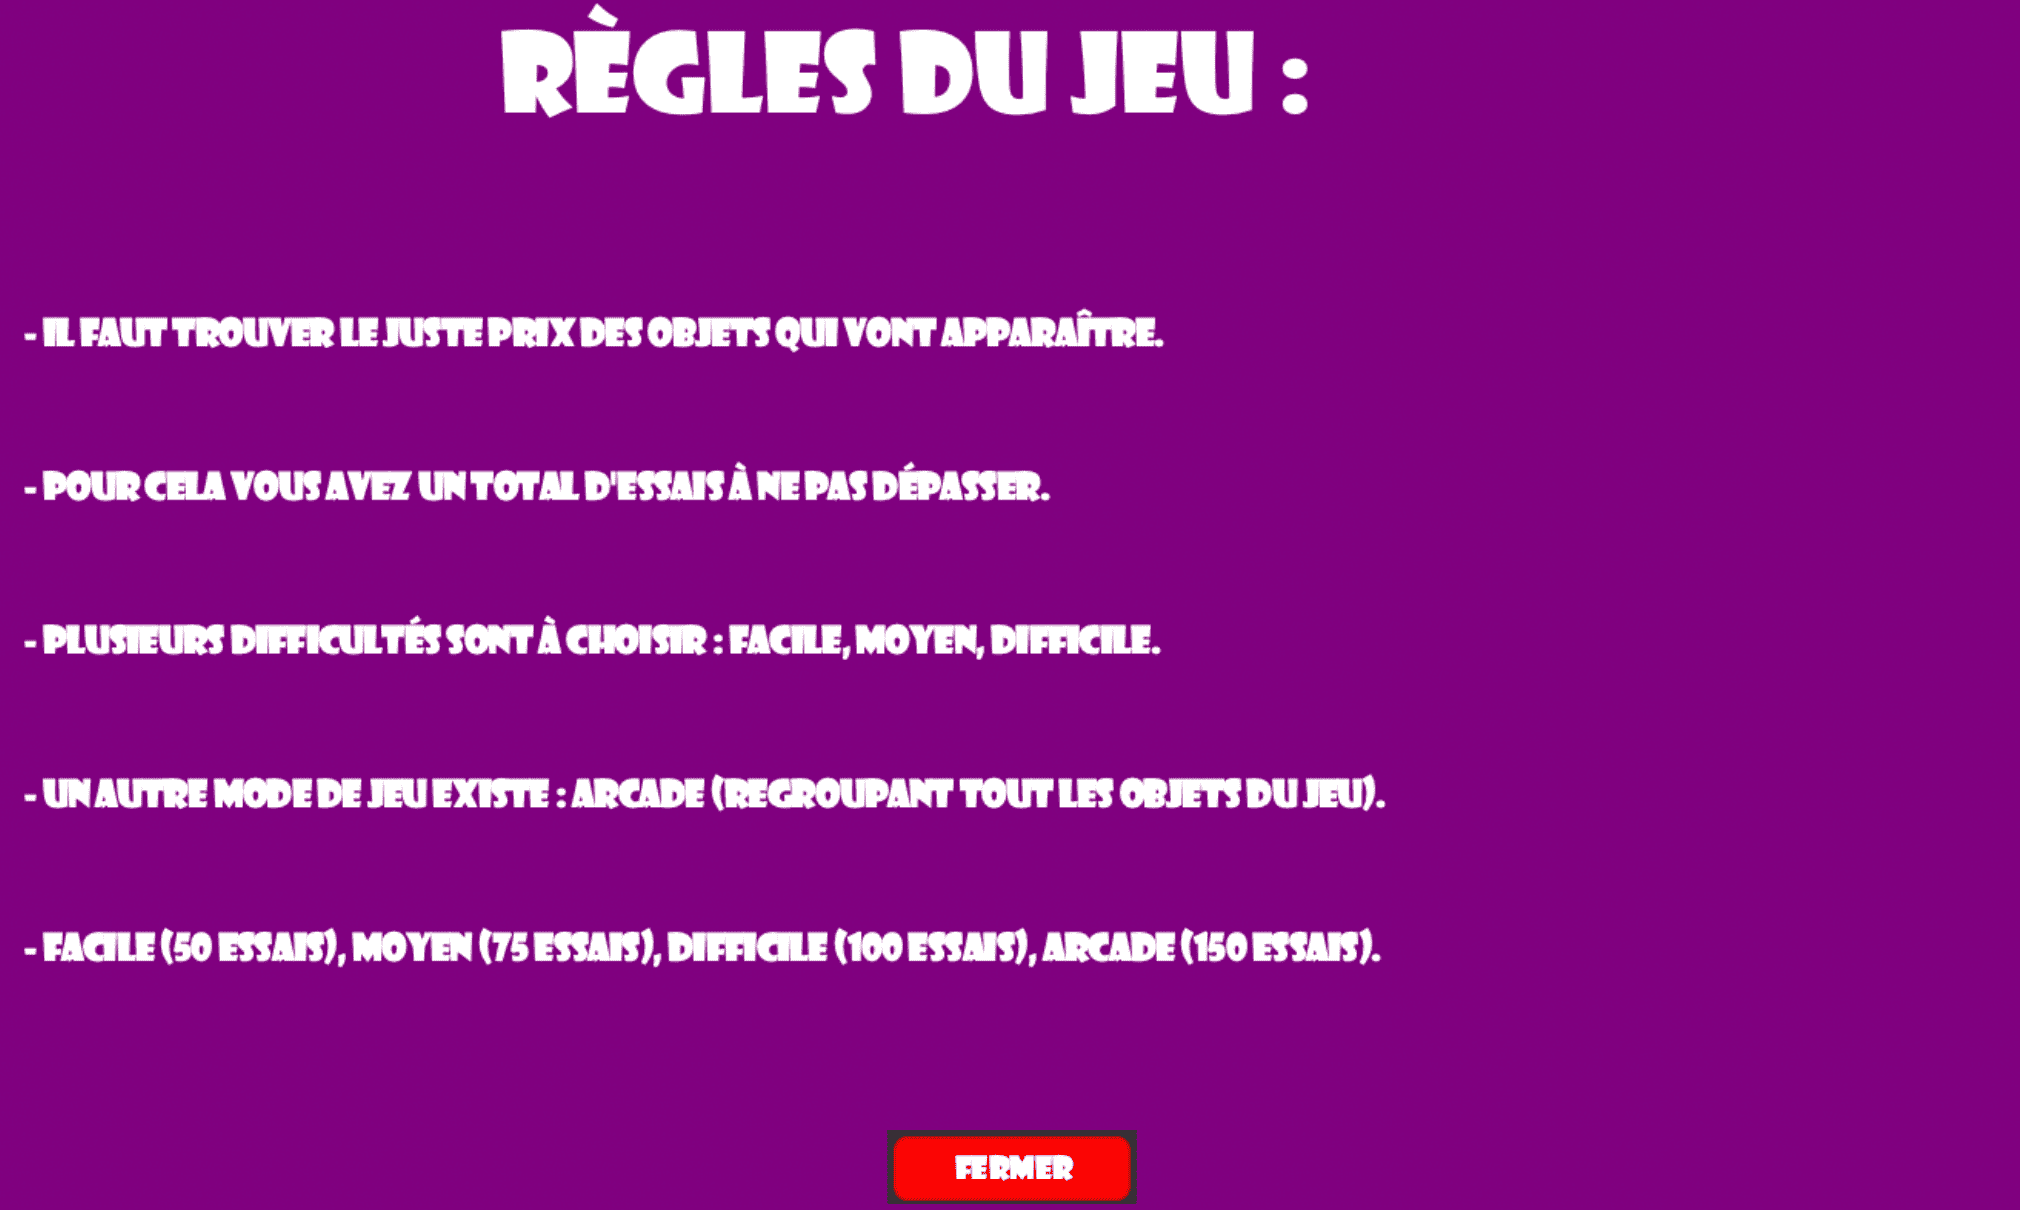 RÈGLES DU JEU :
- IL FAUT TROUVER LE JUSTE PRIX DES OBJETS QUI VONT APPARAÎTRE.
- POUR CELA VOUS AVEZ UN TOTAL D'ESSAIS À NE PAS DÉPASSER.
- PLUSIEURS DIFFICULTÉS SONT À CHOISIR : FACILE, MOYEN, DIFFICILE.
- UN AUTRE MODE DE JEU EXISTE : ARCADE (REGROUPANT TOUT LES OBJETS DU JEU).
- FACILE (50 ESSAIS), MOYEN (75 ESSAIS), DIFFICILE (100 ESSAIS), ARCADE (150 ESSAIS).
FERMER